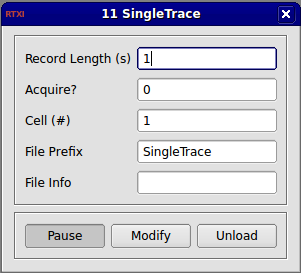 RTXI 11 SingleTrace
Record Length (s) 1
Acquire? 0
Cell (#) 1
File Prefix SingleTrace
File Info
Pause Modify Unload